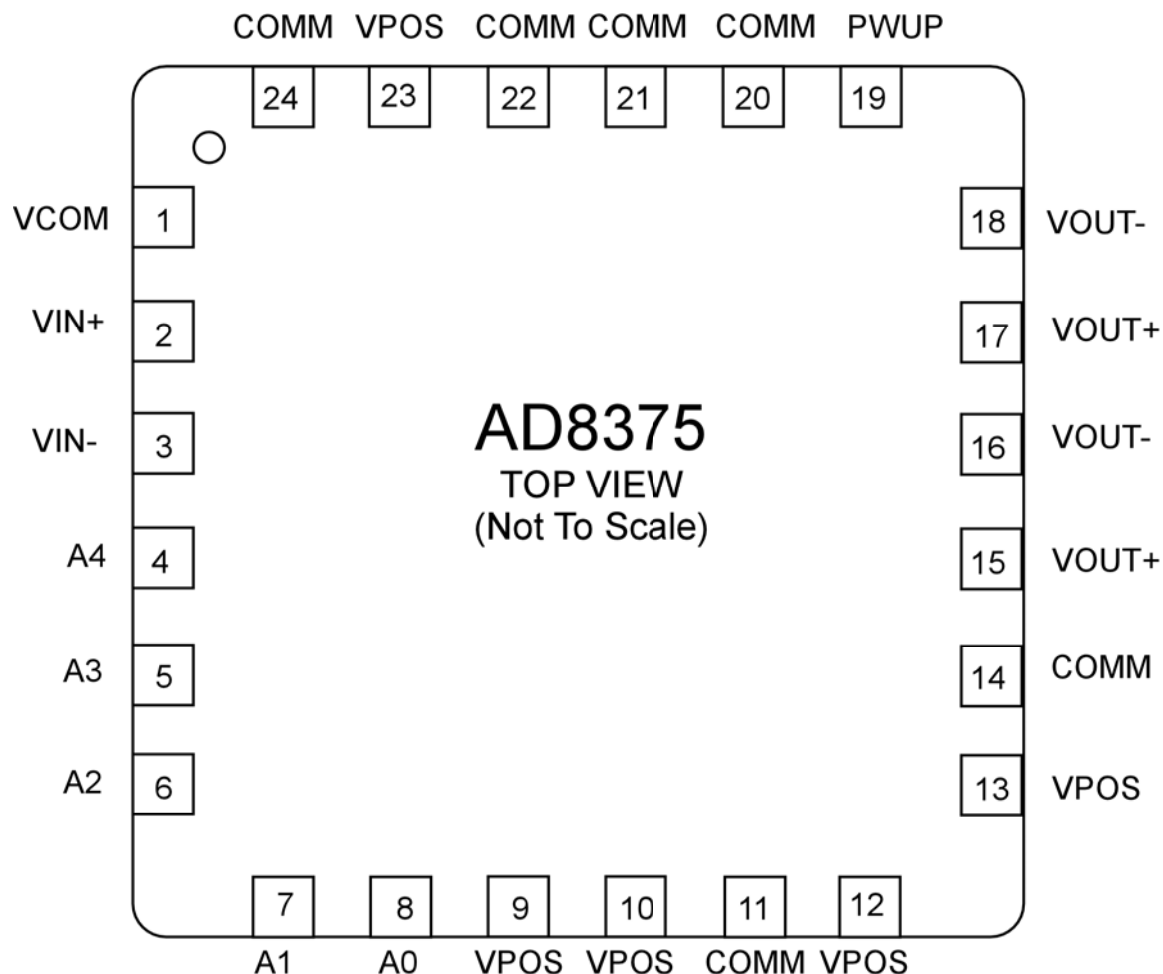 COMM VPOS COMM COMM COMM PWUP
24 23 22 21 20 19
VCOM 1 18 VOUT-
VIN+ 2 17 VOUT+
VIN- 3 16 VOUT-
AD8375
TOP VIEW
(Not To Scale)
A4 4 15 VOUT+
A3 5 14 COMM
A2 6 13 VPOS
7 8 9 10 11 12
A1 A0 VPOS VPOS COMM VPOS